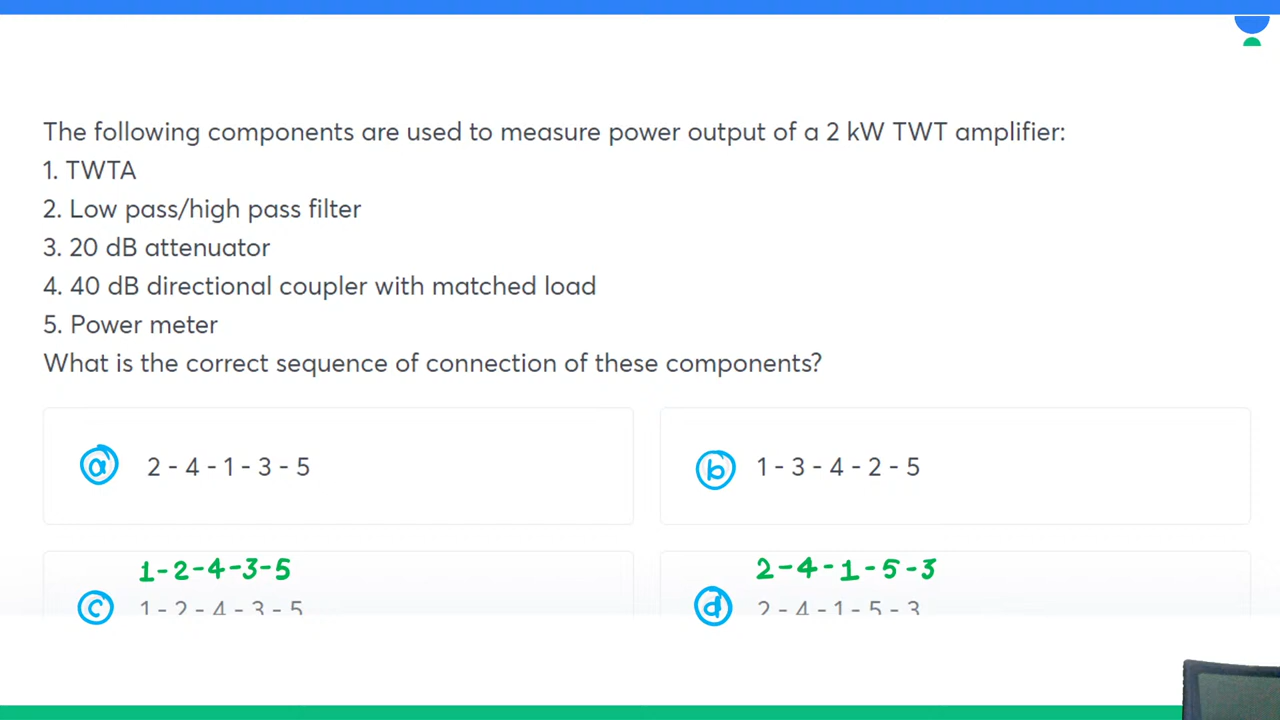 The following components are used to measure power output of a 2 kW TWT amplifier:
1. TWTA
2. Low pass/high pass filter
3. 20 dB attenuator
4. 40 dB directional coupler with matched load
5. Power meter
What is the correct sequence of connection of these components?
a 2 - 4 - 1 - 3 - 5
b 1 - 3 - 4 - 2 - 5
1-2-4-3-5
c 1 - 2 - 4 - 3 - 5
2-4-1-5-3
d 2 - 4 - 1 - 5 - 3